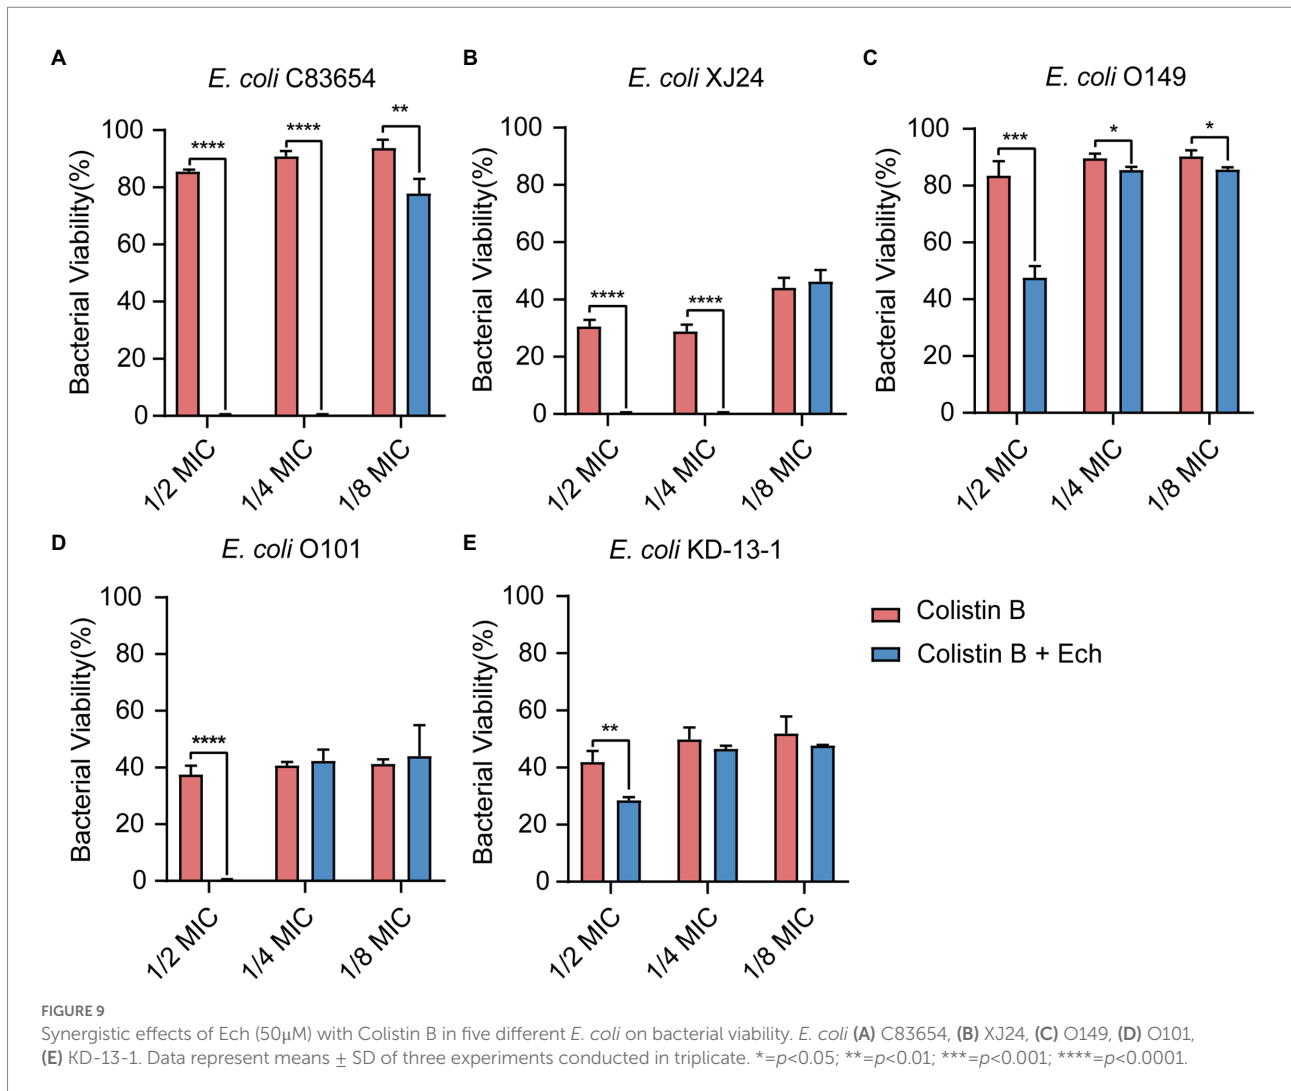 A
E. coli C83654
Bacterial Viability(%)
100
80
60
40
20
0
****
****
**
1/2 MIC
1/4 MIC
1/8 MIC
B
E. coli XJ24
Bacterial Viability(%)
100
80
60
40
20
0
****
****
1/2 MIC
1/4 MIC
1/8 MIC
C
E. coli O149
Bacterial Viability(%)
100
80
60
40
20
0
***
*
*
1/2 MIC
1/4 MIC
1/8 MIC
D
E. coli O101
Bacterial Viability(%)
100
80
60
40
20
0
****
1/2 MIC
1/4 MIC
1/8 MIC
E
E. coli KD-13-1
Bacterial Viability(%)
100
80
60
40
20
0
**
1/2 MIC
1/4 MIC
1/8 MIC
Colistin B
Colistin B + Ech
FIGURE 9
Synergistic effects of Ech (50μM) with Colistin B in five different E. coli on bacterial viability. E. coli (A) C83654, (B) XJ24, (C) O149, (D) O101,
(E) KD-13-1. Data represent means ± SD of three experiments conducted in triplicate. *=p<0.05; **=p<0.01; ***=p<0.001; ****=p<0.0001.